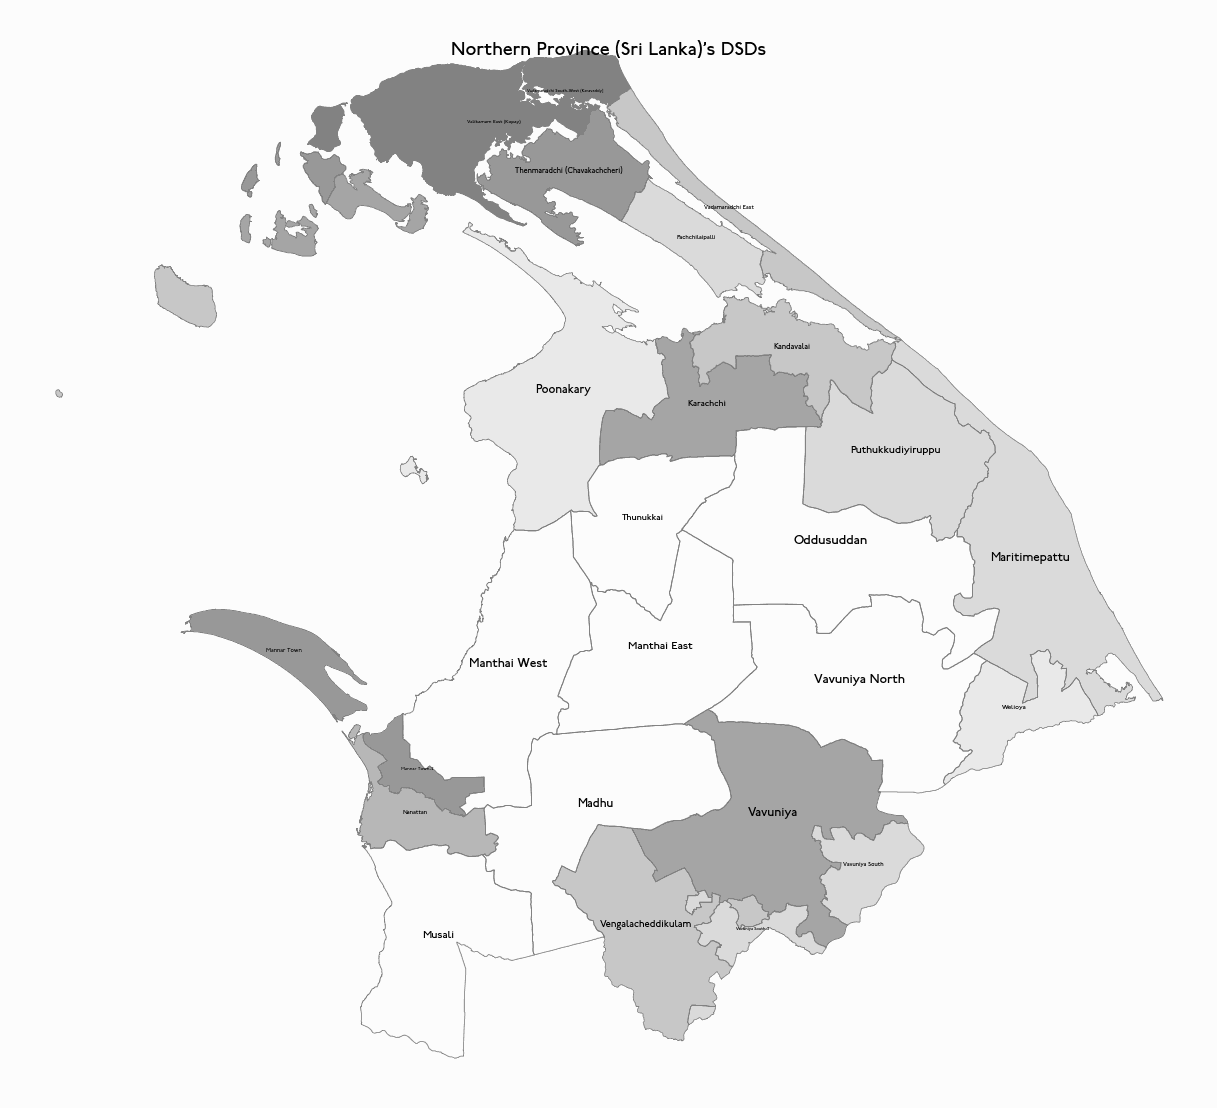 Northern Province (Sri Lanka)'s DSDs
Vadamaradchi South-West (Karaveddy)
Valikamam East (Kopay)
Thenmaradchi (Chavakachcheri)
Vadamaradchi East
Pachchilaipalli
Kandavalai
Poonakary
Karachchi
Puthukkudiyiruppu
Thunukkai
Oddusuddan
Maritimepattu
Mannar Town
Manthai East
Manthai West
Vavuniya North
Welioya
Mannar Town
Madhu
Nanattan
Vavuniya
Vavuniya South
Vengalacheddikulam
Vavuniya South
Musali